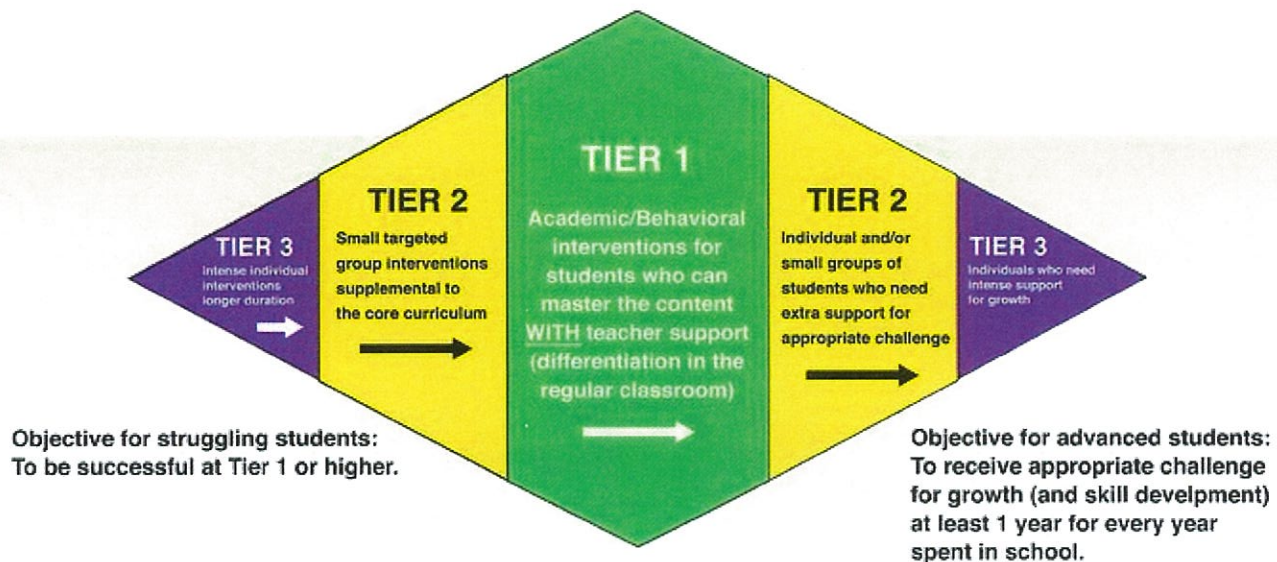 TIER 3
Intense individual
interventions
longer duration
TIER 2
Small targeted
group interventions
supplemental to
the core curriculum
TIER 1
Academic/Behavioral
interventions for
students who can
master the content
WITH teacher support
(differentiation in the
regular classroom)
TIER 2
Individual and/or
small groups of
students who need
extra support for
appropriate challenge
TIER 3
Individuals who need
intense support
for growth
Objective for struggling students:
To be successful at Tier 1 or higher.
Objective for advanced students:
To receive appropriate challenge
for growth (and skill develpment)
at least 1 year for every year
spent in school.